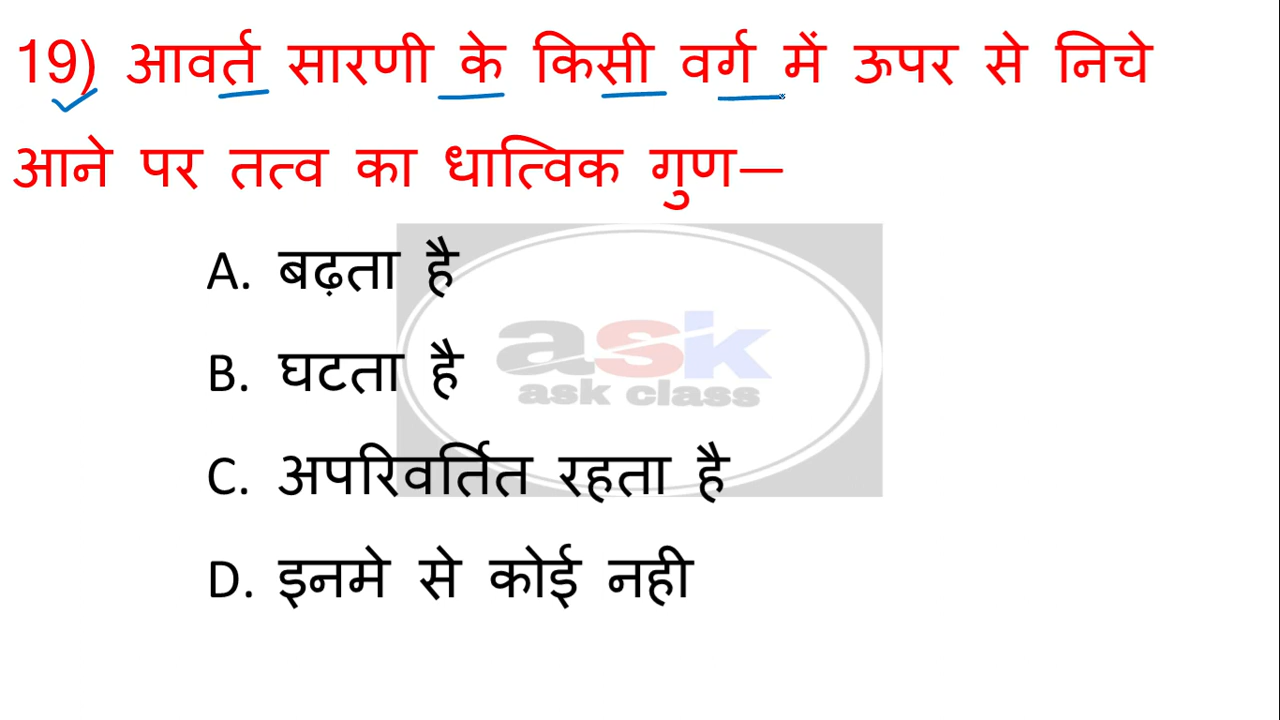 19) आवर्त सारणी के किसी वर्ग में ऊपर से निचे
आने पर तत्व का धात्विक गुण—
A. बढ़ता है
B. घटता है
C. अपरिवर्तित रहता है
D. इनमे से कोई नही
ask
ask class